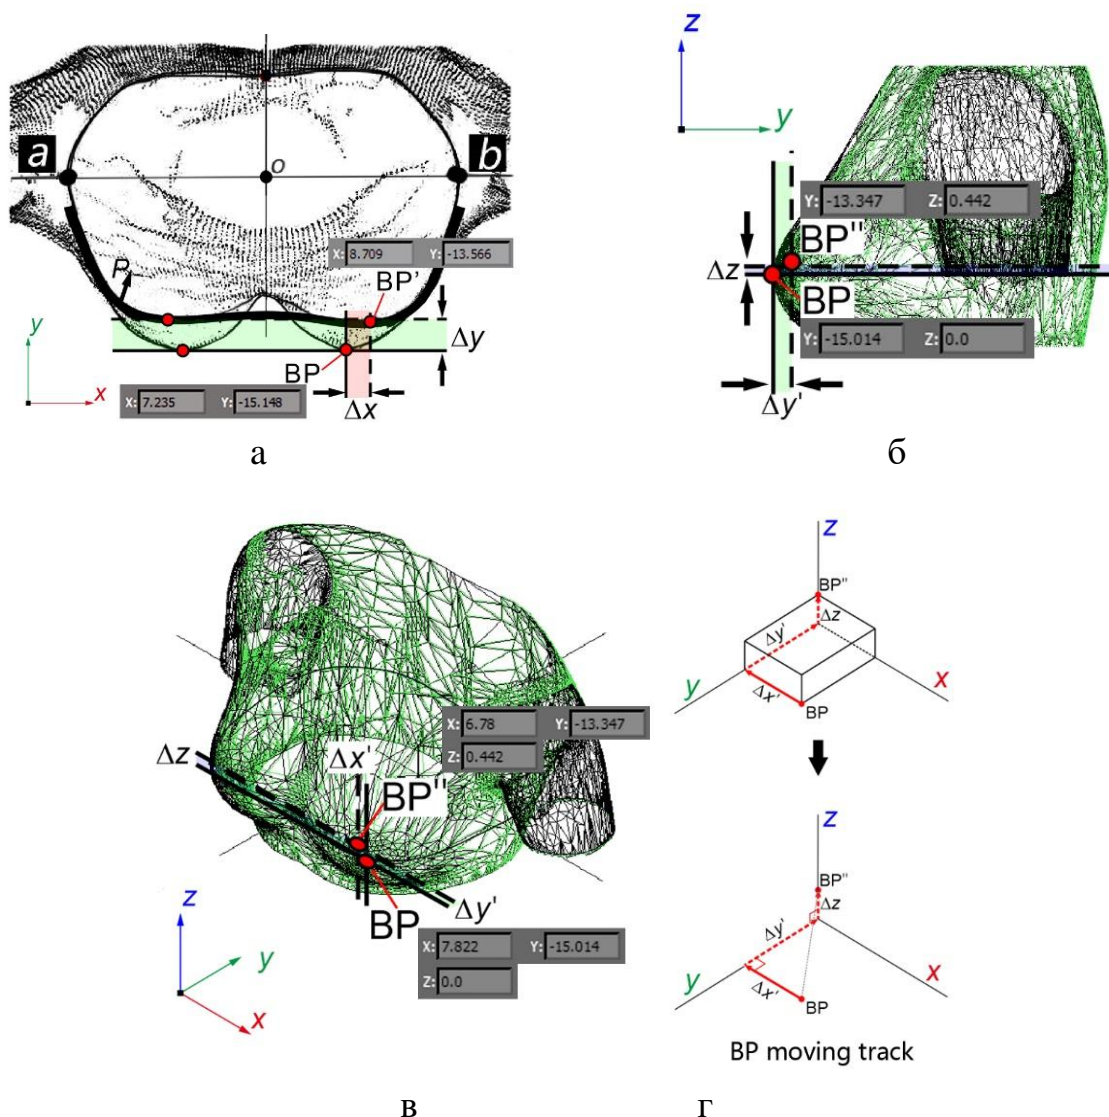 a
b
o
P
X: 8.709 Y: -13.566
BP'
Δy
BP
Δx
y
x
X: 7.235 Y: -15.148
а
z
y
Y: -13.347 Z: 0.442
BP"
Δz
BP
Y: -15.014 Z: 0.0
Δy'
б
X: 6.78 Y: -13.347
Z: 0.442
Δz
Δx'
BP"
BP
Δy'
X: 7.822 Y: -15.014
Z: 0.0
z
y
x
в
z
BP"
Δz
Δy'
Δx'
BP
y
x
z
BP"
Δz
Δy'
Δx'
BP
y
x
BP moving track
г